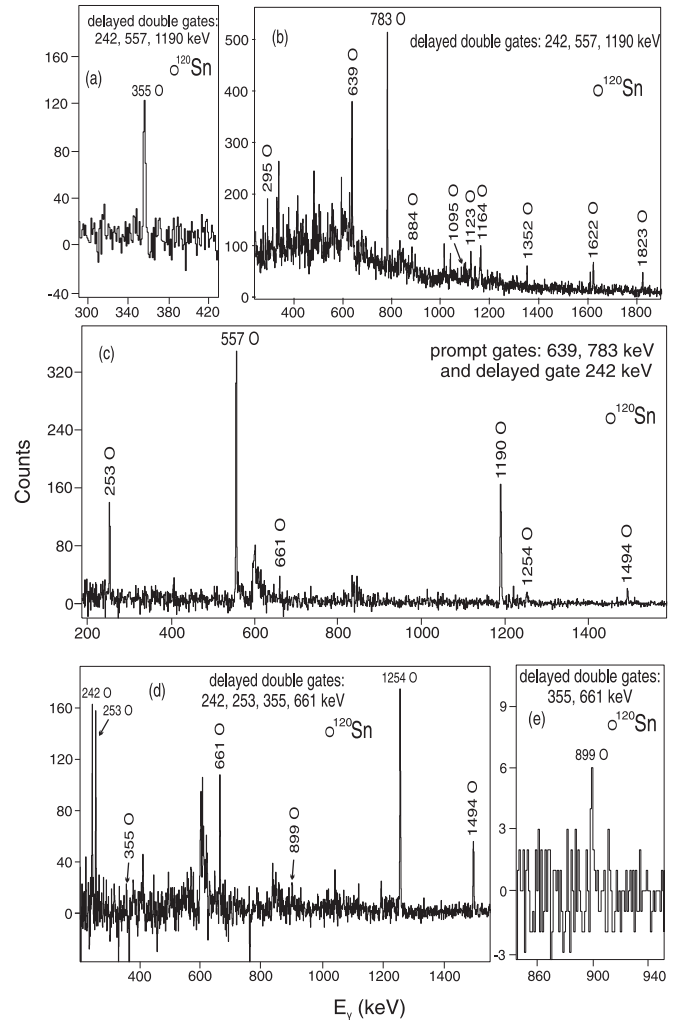 delayed double gates:
242, 557, 1190 keV
(a)
O ¹²⁰Sn
355 O
160
120
80
40
0
-40
300
340
380
420
783 O
(b)
delayed double gates: 242, 557, 1190 keV
O ¹²⁰Sn
639 O
295 O
884 O
1095 O
1123 O
1164 O
1352 O
1622 O
1823 O
500
400
300
200
100
0
400
600
800
1000
1200
1400
1600
1800
(c)
557 O
prompt gates: 639, 783 keV
and delayed gate 242 keV
O ¹²⁰Sn
253 O
661 O
1190 O
1254 O
1494 O
320
240
160
80
0
200
400
600
800
1000
1200
1400
Counts
(d)
delayed double gates:
242, 253, 355, 661 keV
O ¹²⁰Sn
242 O
253 O
355 O
661 O
899 O
1254 O
1494 O
160
120
80
40
0
400
600
800
1000
1200
1400
delayed double gates:
355, 661 keV
(e)
O ¹²⁰Sn
899 O
9
6
3
0
-3
860
900
940
Eγ (keV)